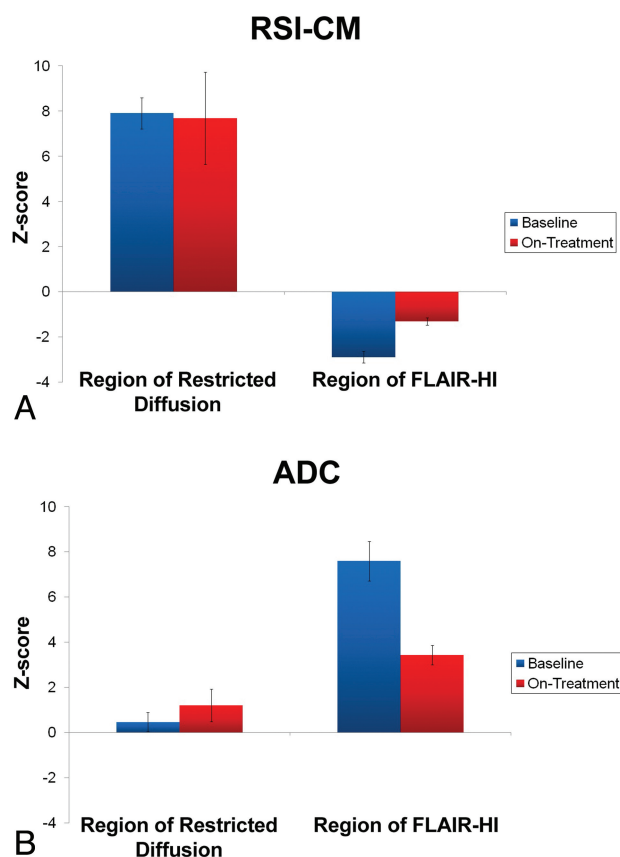 RSI-CM
10
8
6
4
2
0
-2
-4
Z-score
Baseline
On-Treatment
Region of Restricted
Diffusion
Region of FLAIR-HI
A
ADC
10
8
6
4
2
0
-2
-4
Z-score
Baseline
On-Treatment
Region of Restricted
Diffusion
Region of FLAIR-HI
B